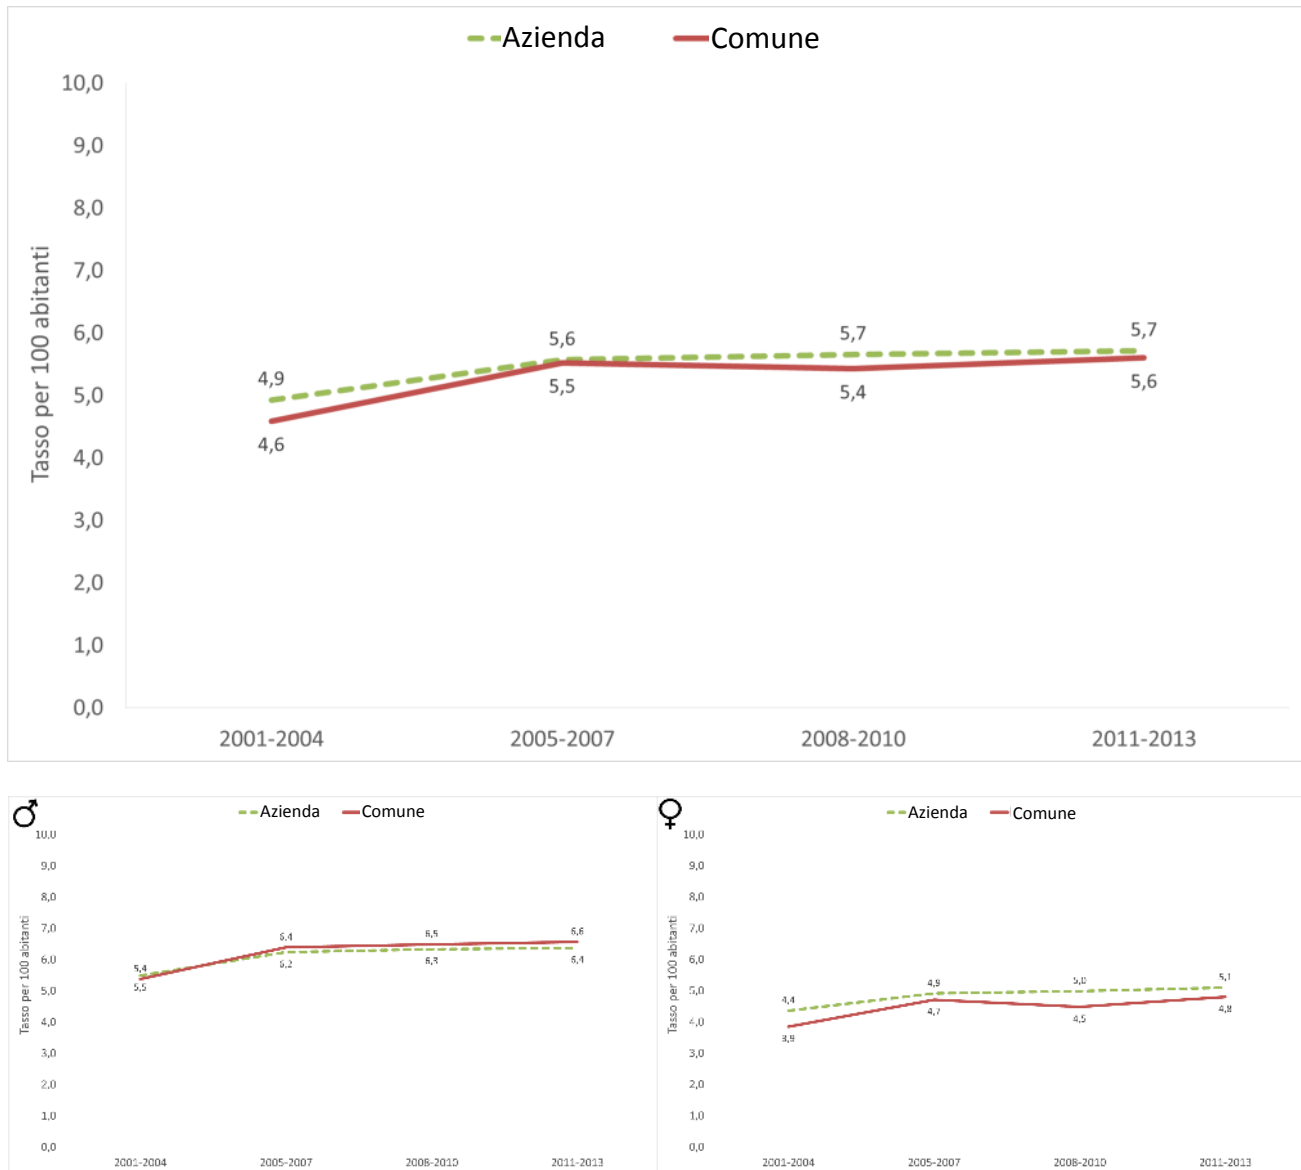 Azienda Comune
Tasso per 100 abitanti
10,0
9,0
8,0
7,0
6,0
5,0
4,0
3,0
2,0
1,0
0,0
4,9 5,6 5,7 5,7
4,6 5,5 5,4 5,6
2001-2004 2005-2007 2008-2010 2011-2013
♂ Azienda Comune
Tasso per 100 abitanti
10,0
9,0
8,0
7,0
6,0
5,0
4,0
3,0
2,0
1,0
0,0
5,4 6,4 6,5 6,6
5,5 6,2 6,3 6,4
2001-2004 2005-2007 2008-2010 2011-2013
♀ Azienda Comune
Tasso per 100 abitanti
10,0
9,0
8,0
7,0
6,0
5,0
4,0
3,0
2,0
1,0
0,0
4,4 4,9 5,0 5,1
3,9 4,7 4,5 4,8
2001-2004 2005-2007 2008-2010 2011-2013